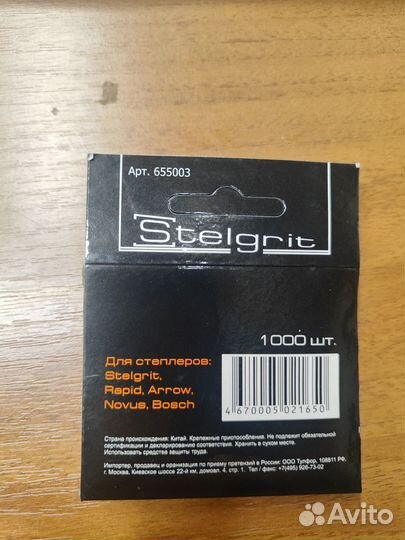 Арт. 655003
Stelgrit
1000 шт.
Для степлеров:
Stelgrit,
Rapid, Arrow,
Novus, Bosch
4 670005 021650
Страна происхождения: Китай. Крепежные приспособления. Не подлежит обязательной
сертификации и декларированию соответствия. Хранить в сухом месте.
Использовать средства защиты труда.
Импортер, продавец и оранизация по приему претензий в России: ООО Тулфор, 108811 РФ,
г. Москва, Киевское шоссе 22-й км, домовл. 4, стр. 1. Тел / факс: +7(495) 926-73-02
Avito